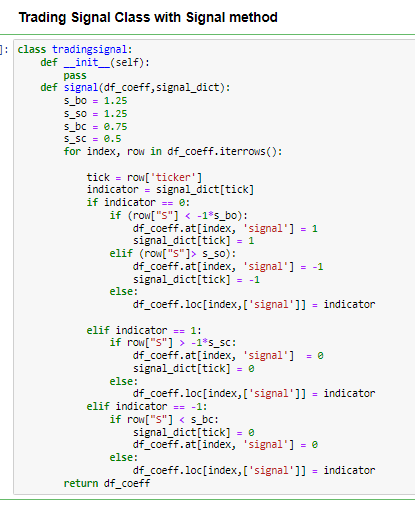 Trading Signal Class with Signal method
]: class tradingsignal:
    def __init__(self):
        pass
    def signal(df_coeff,signal_dict):
        s_bo = 1.25
        s_so = 1.25
        s_bc = 0.75
        s_sc = 0.5
        for index, row in df_coeff.iterrows():
            tick = row['ticker']
            indicator = signal_dict[tick]
            if indicator == 0:
                if (row["S"] < -1*s_bo):
                    df_coeff.at[index, 'signal'] = 1
                    signal_dict[tick] = 1
                elif (row["S"]> s_so):
                    df_coeff.at[index, 'signal'] = -1
                    signal_dict[tick] = -1
                else:
                    df_coeff.loc[index,['signal']] = indicator
            elif indicator == 1:
                if row["S"] > -1*s_sc:
                    df_coeff.at[index, 'signal']  = 0
                    signal_dict[tick] = 0
                else:
                    df_coeff.loc[index,['signal']] = indicator
            elif indicator == -1:
                if row["S"] < s_bc:
                    signal_dict[tick] = 0
                    df_coeff.at[index, 'signal'] = 0
                else:
                    df_coeff.loc[index,['signal']] = indicator
        return df_coeff